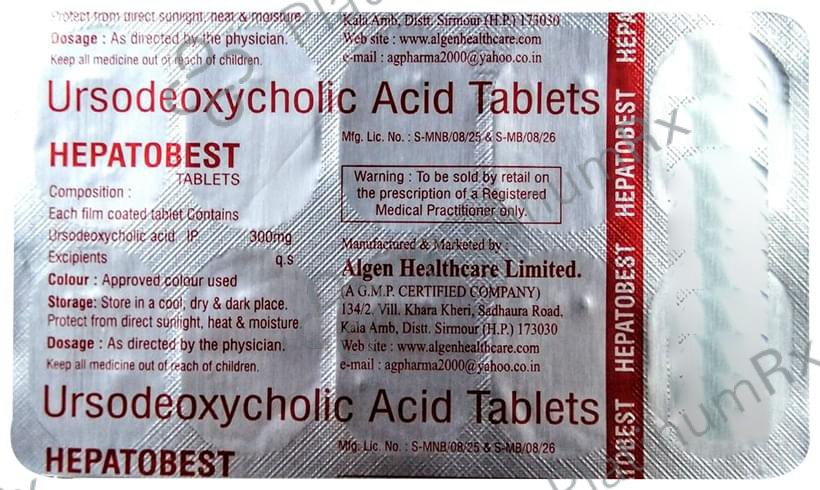 Protect from direct sunlight, heat & moisture.
Dosage : As directed by the physician.
Keep all medicine out of reach of children.
Kala Amb, Distt. Sirmour (H.P.) 173030
Web site : www.algenhealthcare.com
e-mail : agpharma2000@yahoo.co.in
Ursodeoxycholic Acid Tablets
Mfg. Lic. No. : S-MNB/08/25 & S-MB/08/26
HEPATOBEST
TABLETS
Composition :
Each film coated tablet Contains
Ursodeoxycholic acid IP 300mg
Excipients q.s
Colour : Approved colour used
Storage: Store in a cool, dry & dark place.
Protect from direct sunlight, heat & moisture.
Dosage : As directed by the physician.
Keep all medicine out of reach of children.
Warning : To be sold by retail on
the prescription of a Registered
Medical Practitioner only.
Manufactured & Marketed by :
Algen Healthcare Limited.
(A G.M.P. CERTIFIED COMPANY)
134/2, Vill. Khara Kheri, Sadhaura Road,
Kala Amb, Distt. Sirmour (H.P.) 173030
Web site : www.algenhealthcare.com
e-mail : agpharma2000@yahoo.co.in
Ursodeoxycholic Acid Tablets
Mfg. Lic. No. : S-MNB/08/25 & S-MB/08/26
HEPATOBEST
HEPA
HEPATOBEST
HEPATOBEST
TOBEST
PlatinumRx